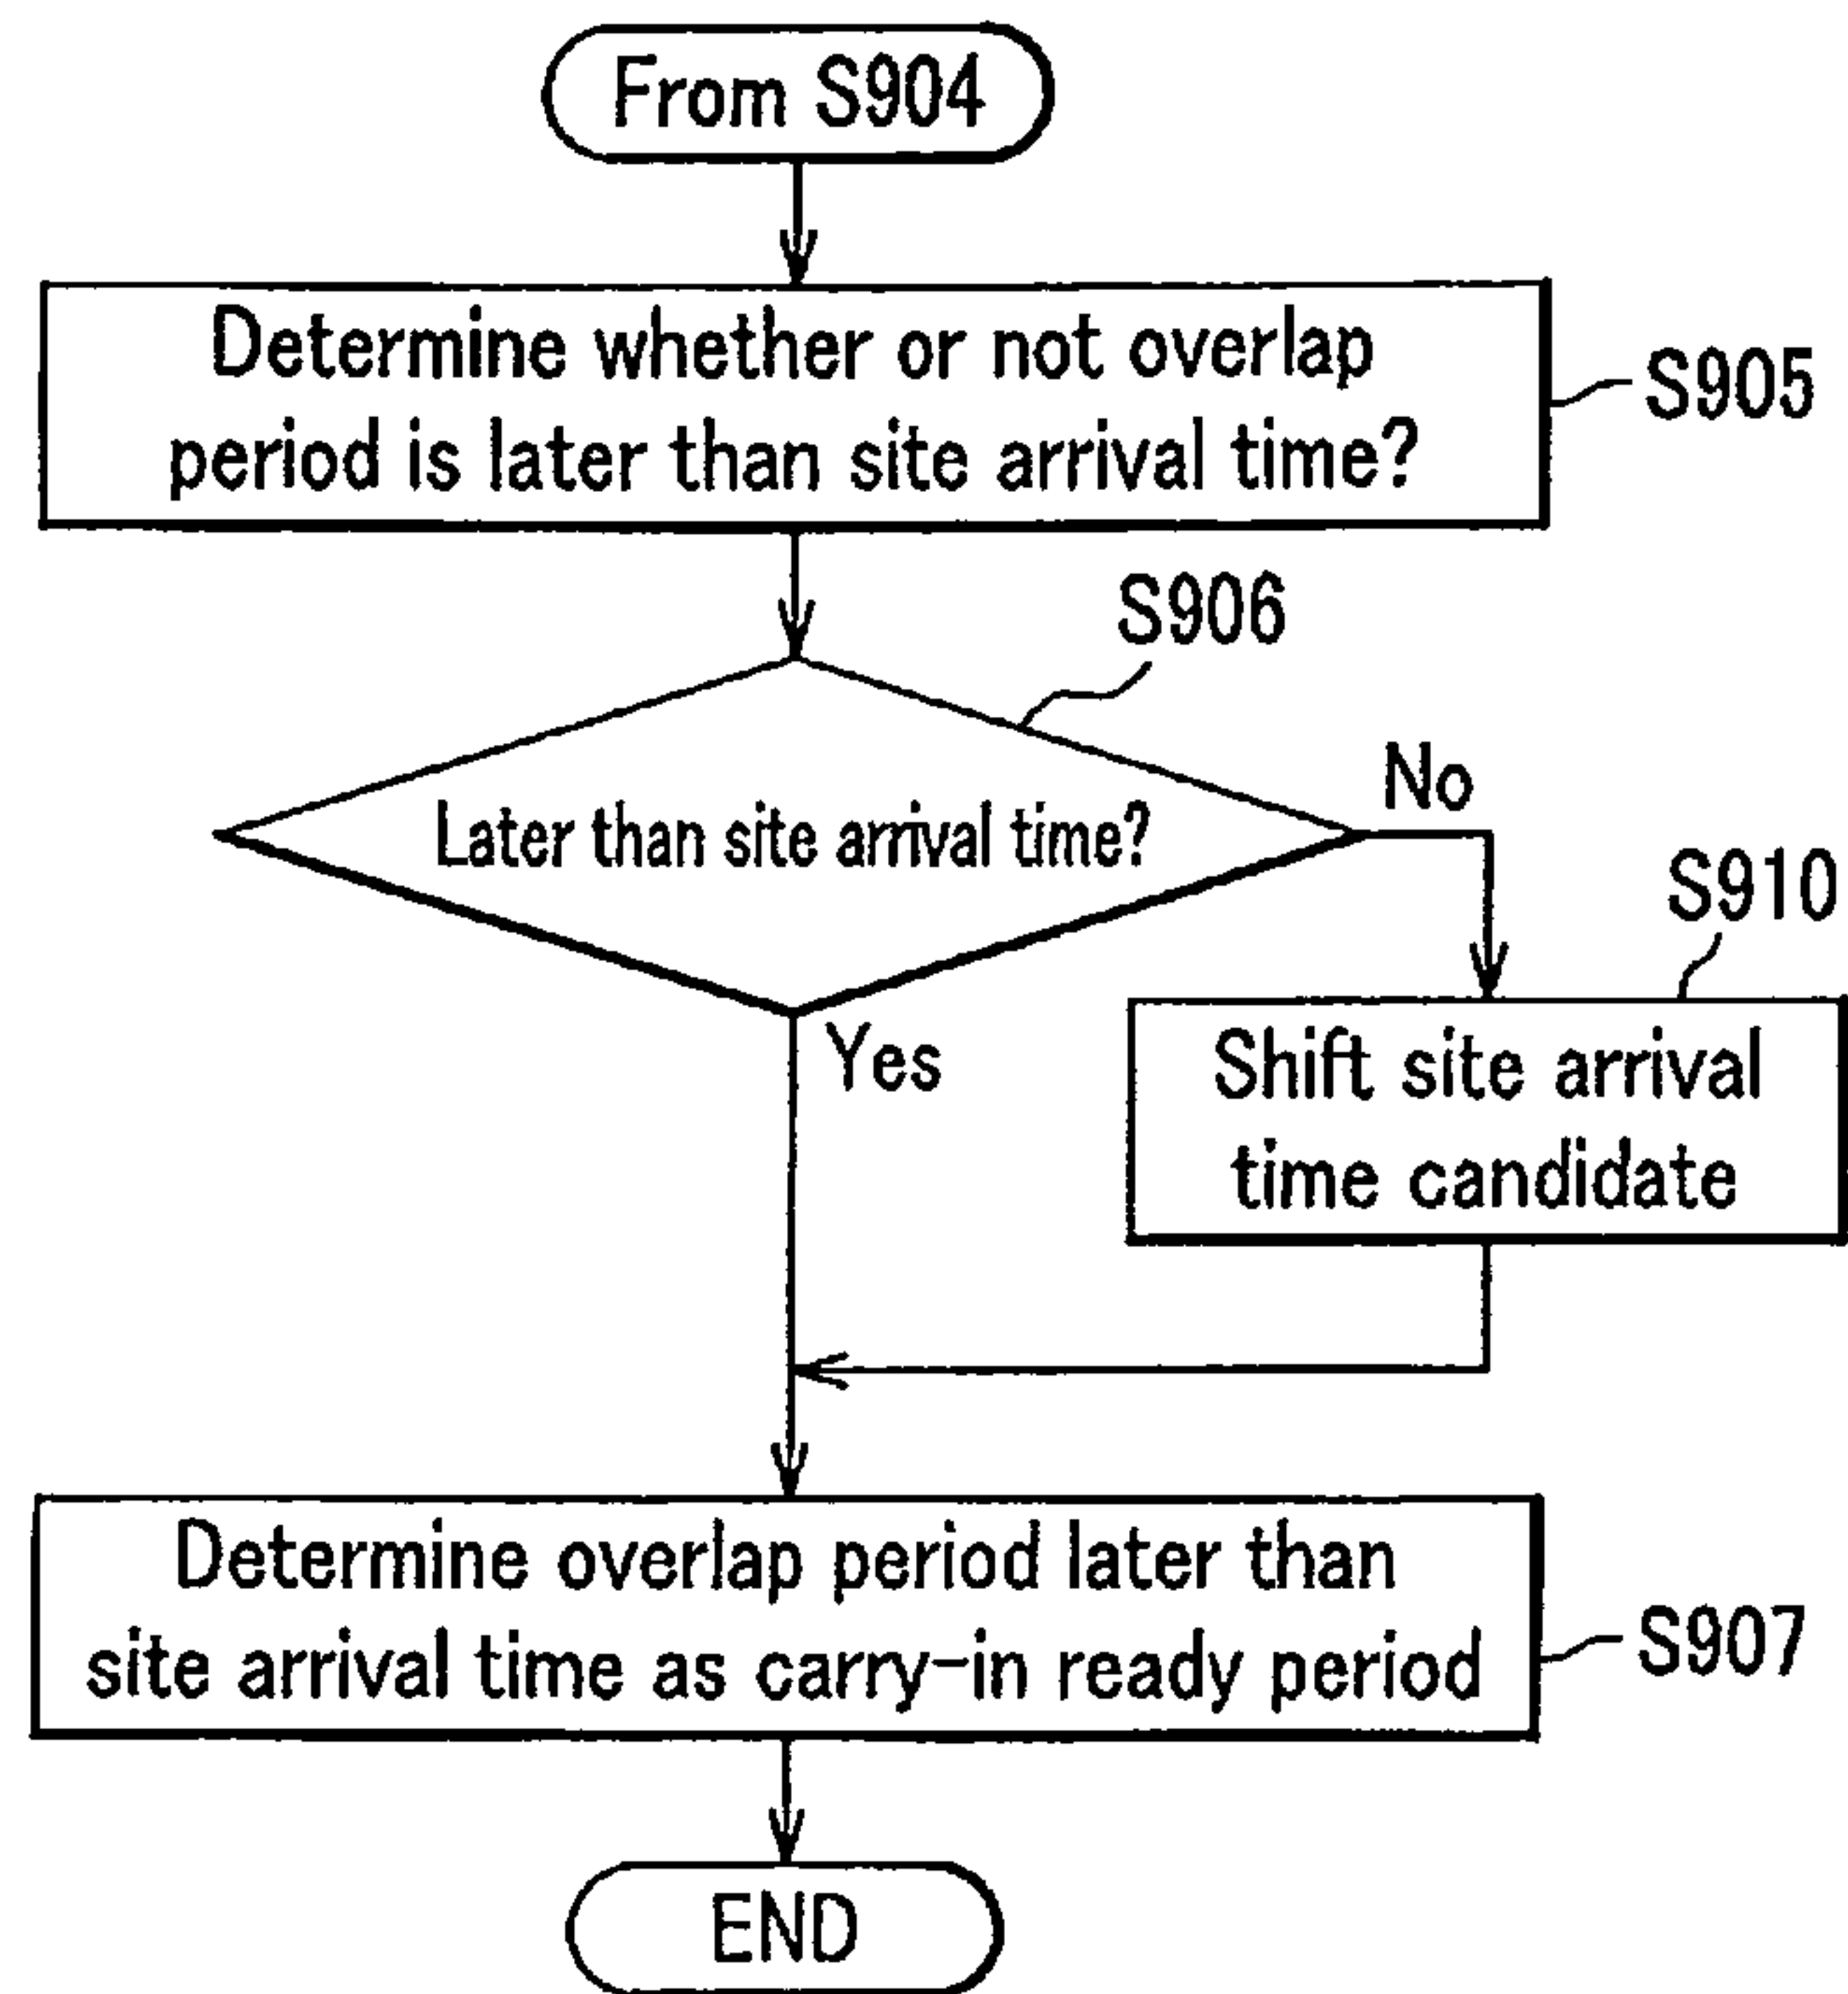 From S904
Determine whether or not overlap
period is later than site arrival time?
S905
S906
Later than site arrival time?
No
Yes
S910
Shift site arrival
time candidate
Determine overlap period later than
site arrival time as carry-in ready period
S907
END